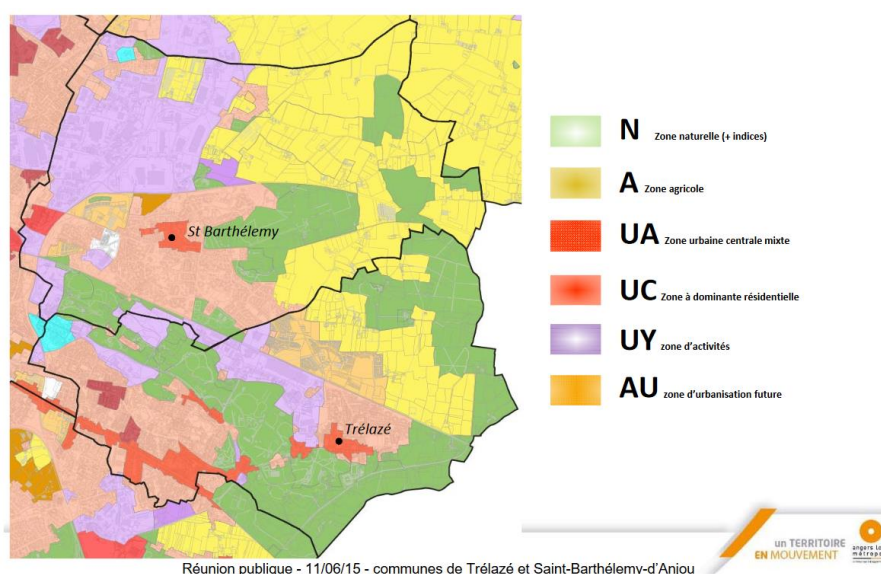 St Barthélemy
Trélazé
N Zone naturelle (+ indices)
A Zone agricole
UA Zone urbaine centrale mixte
UC Zone à dominante résidentielle
UY zone d'activités
AU zone d'urbanisation future
un TERRITOIRE
EN MOUVEMENT
angers lo
métropo
Réunion publique - 11/06/15 - communes de Trélazé et Saint-Barthélemy-d'Anjou